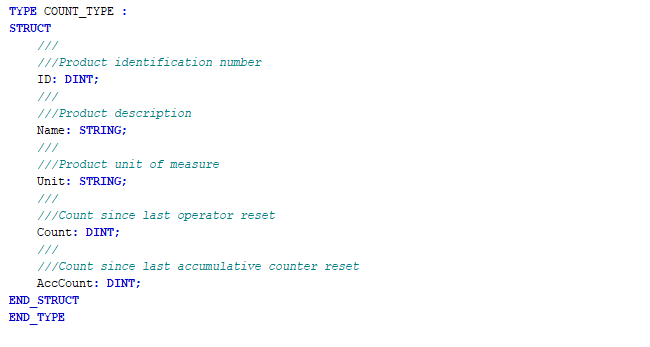 TYPE COUNT_TYPE :
STRUCT
///
///Product identification number
ID: DINT;
///
///Product description
Name: STRING;
///
///Product unit of measure
Unit: STRING;
///
///Count since last operator reset
Count: DINT;
///
///Count since last accumulative counter reset
AccCount: DINT;
END_STRUCT
END_TYPE